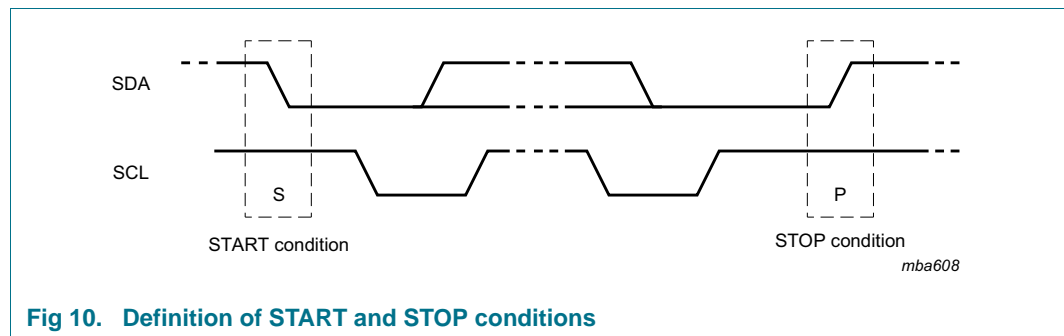 SDA
SCL
S
P
START condition
STOP condition
mba608
Fig 10. Definition of START and STOP conditions